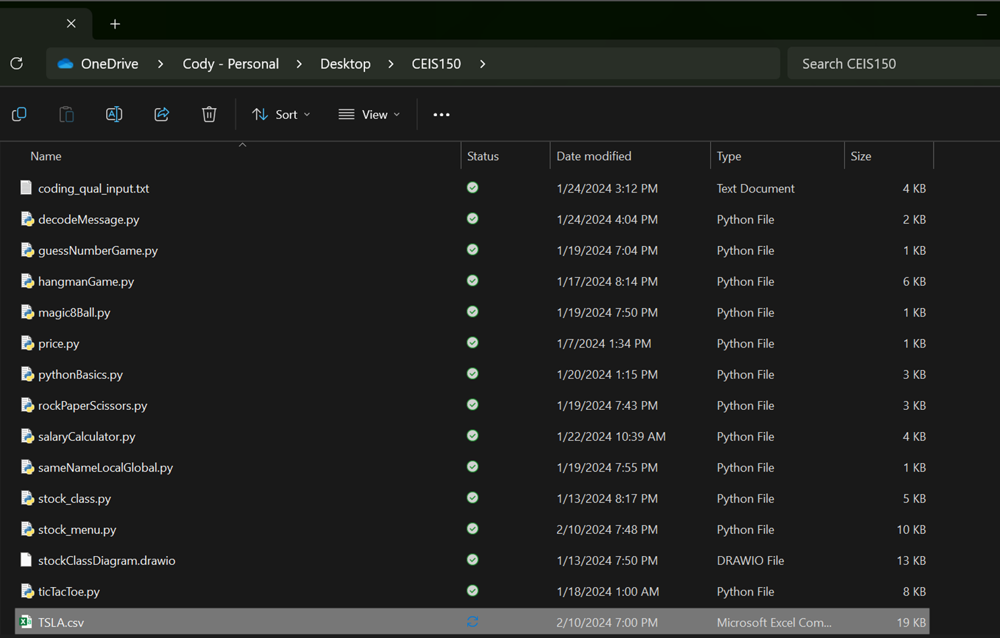 OneDrive > Cody - Personal > Desktop > CEIS150 > Search CEIS150
Sort View
Name Status Date modified Type Size
coding_qual_input.txt 1/24/2024 3:12 PM Text Document 4 KB
decodeMessage.py 1/24/2024 4:04 PM Python File 2 KB
guessNumberGame.py 1/19/2024 7:04 PM Python File 1 KB
hangmanGame.py 1/17/2024 8:14 PM Python File 6 KB
magic8Ball.py 1/19/2024 7:50 PM Python File 1 KB
price.py 1/7/2024 1:34 PM Python File 1 KB
pythonBasics.py 1/20/2024 1:15 PM Python File 3 KB
rockPaperScissors.py 1/19/2024 7:43 PM Python File 3 KB
salaryCalculator.py 1/22/2024 10:39 AM Python File 4 KB
sameNameLocalGlobal.py 1/19/2024 7:55 PM Python File 1 KB
stock_class.py 1/13/2024 8:17 PM Python File 5 KB
stock_menu.py 2/10/2024 7:48 PM Python File 10 KB
stockClassDiagram.drawio 1/13/2024 7:50 PM DRAWIO File 13 KB
ticTacToe.py 1/18/2024 1:00 AM Python File 8 KB
TSLA.csv 2/10/2024 7:00 PM Microsoft Excel Com... 19 KB